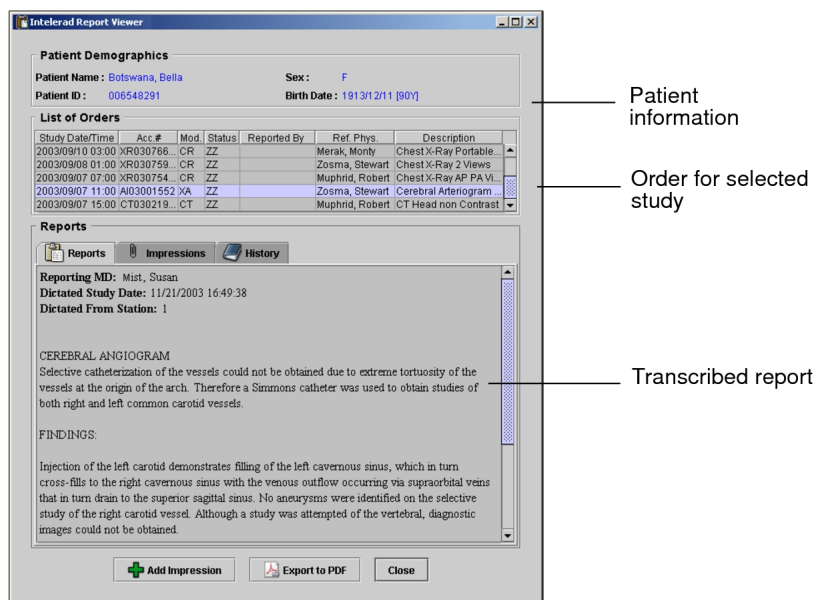 Intelerad Report Viewer
Patient Demographics
Patient Name : Botswana, Bella Sex : F
Patient ID : 006548291 Birth Date : 1913/12/11 [90Y]
Patient information
List of Orders
Study Date/Time Acc.# Mod. Status Reported By Ref. Phys. Description
2003/09/10 03:00 XR030766... CR ZZ Merak, Monty Chest X-Ray Portable...
2003/09/08 01:00 XR030759... CR ZZ Zosma, Stewart Chest X-Ray 2 Views
2003/09/07 07:00 XR030754... CR ZZ Muphrid, Robert Chest X-Ray AP PA Vi...
2003/09/07 11:00 AI03001552 XA ZZ Zosma, Stewart Cerebral Arteriogram ...
2003/09/07 15:00 CT030219... CT ZZ Muphrid, Robert CT Head non Contrast
Order for selected
study
Reports
Reports Impressions History
Reporting MD: Mist, Susan
Dictated Study Date: 11/21/2003 16:49:38
Dictated From Station: 1
CEREBRAL ANGIOGRAM
Selective catheterization of the vessels could not be obtained due to extreme tortuosity of the
vessels at the origin of the arch. Therefore a Simmons catheter was used to obtain studies of
both right and left common carotid vessels.
Transcribed report
FINDINGS:
Injection of the left carotid demonstrates filling of the left cavernous sinus, which in turn
cross-fills to the right cavernous sinus with the venous outflow occurring via supraorbital veins
that in turn drain to the superior sagittal sinus. No aneurysms were identified on the selective
study of the right carotid vessel. Although a study was attempted of the vertebral, diagnostic
images could not be obtained.
Add Impression Export to PDF Close